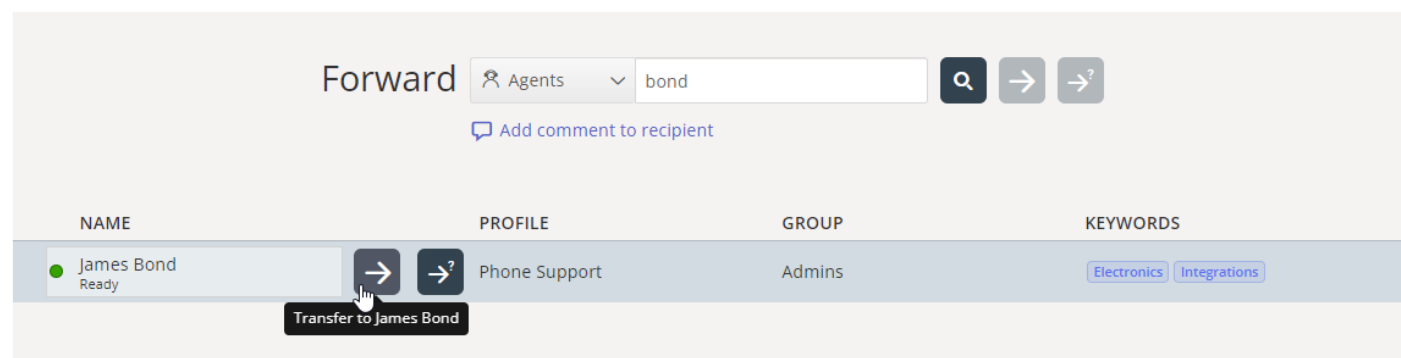 Forward Agents bond
Add comment to recipient
NAME PROFILE GROUP KEYWORDS
James Bond
Ready
? Phone Support Admins Electronics Integrations
Transfer to James Bond